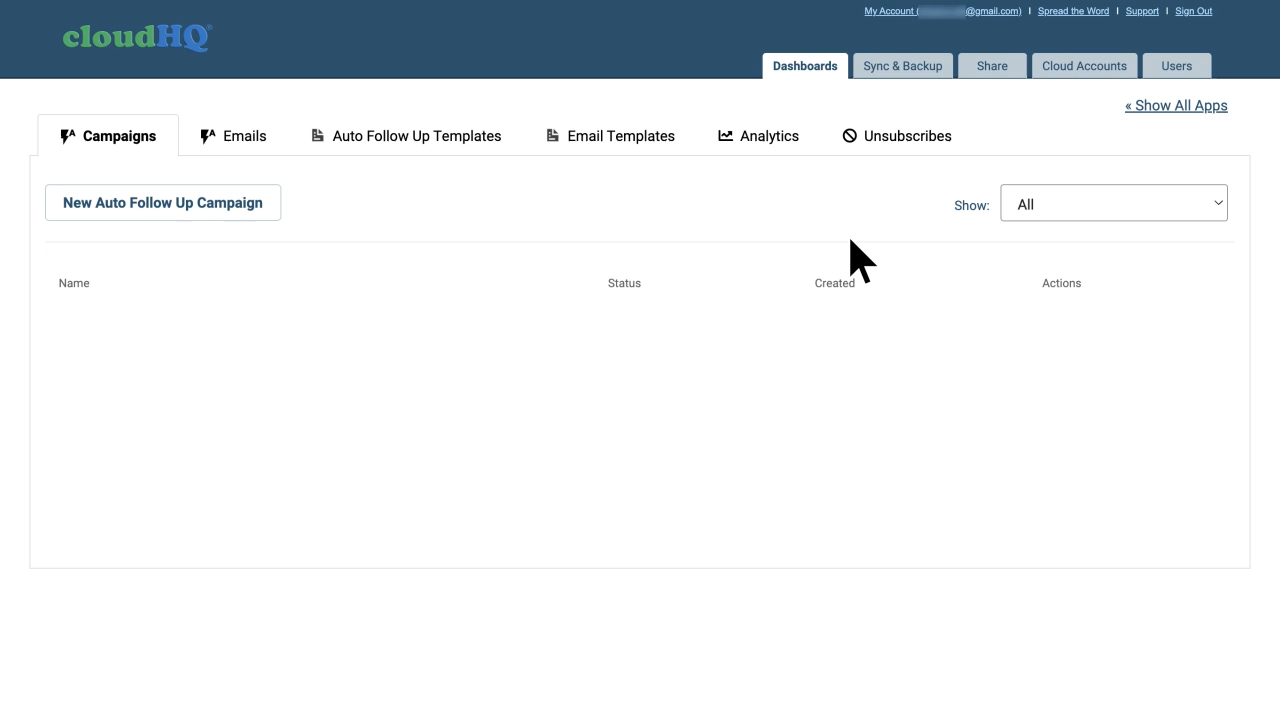 My Account ( @gmail.com) | Spread the Word | Support | Sign Out
cloudHQ®
Dashboards Sync & Backup Share Cloud Accounts Users
« Show All Apps
Campaigns Emails Auto Follow Up Templates Email Templates Analytics Unsubscribes
New Auto Follow Up Campaign Show: All
Name Status Created Actions